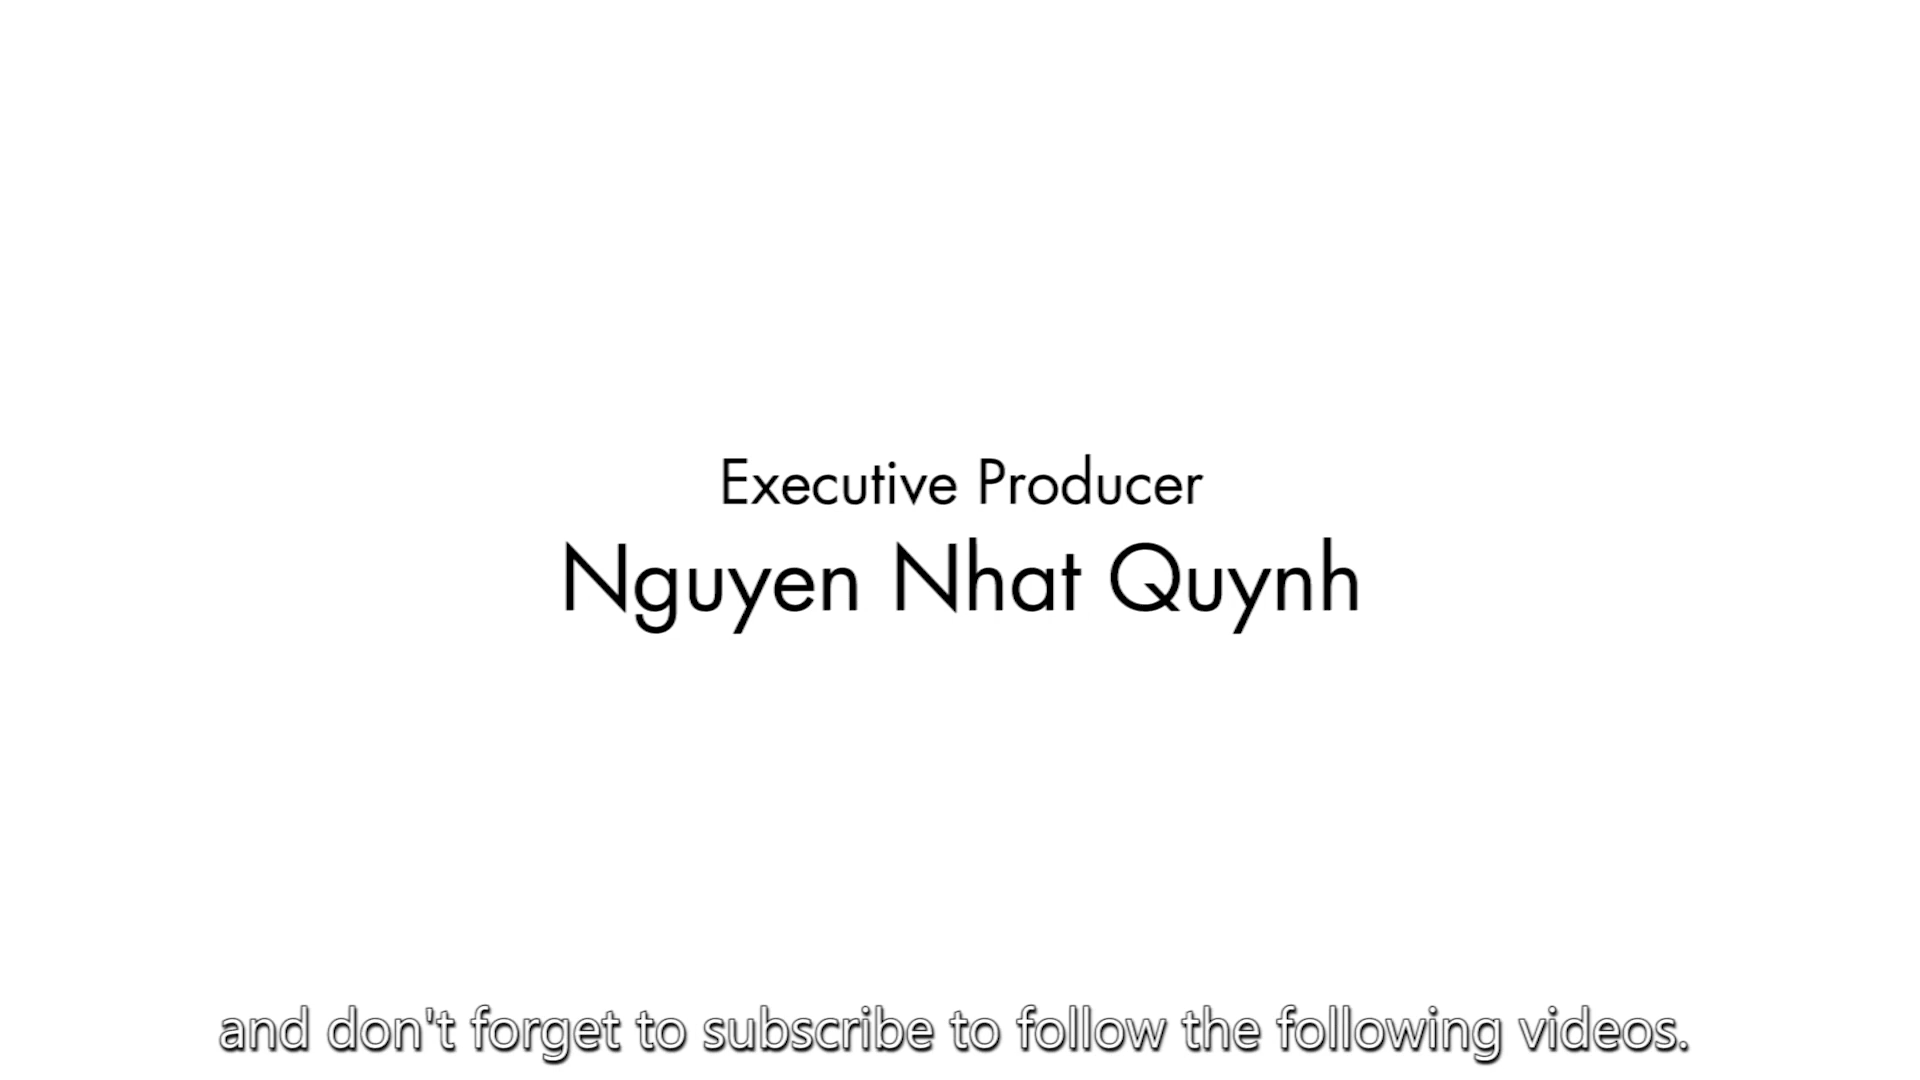 Executive Producer
Nguyen Nhat Quynh
and don't forget to subscribe to follow the following videos.